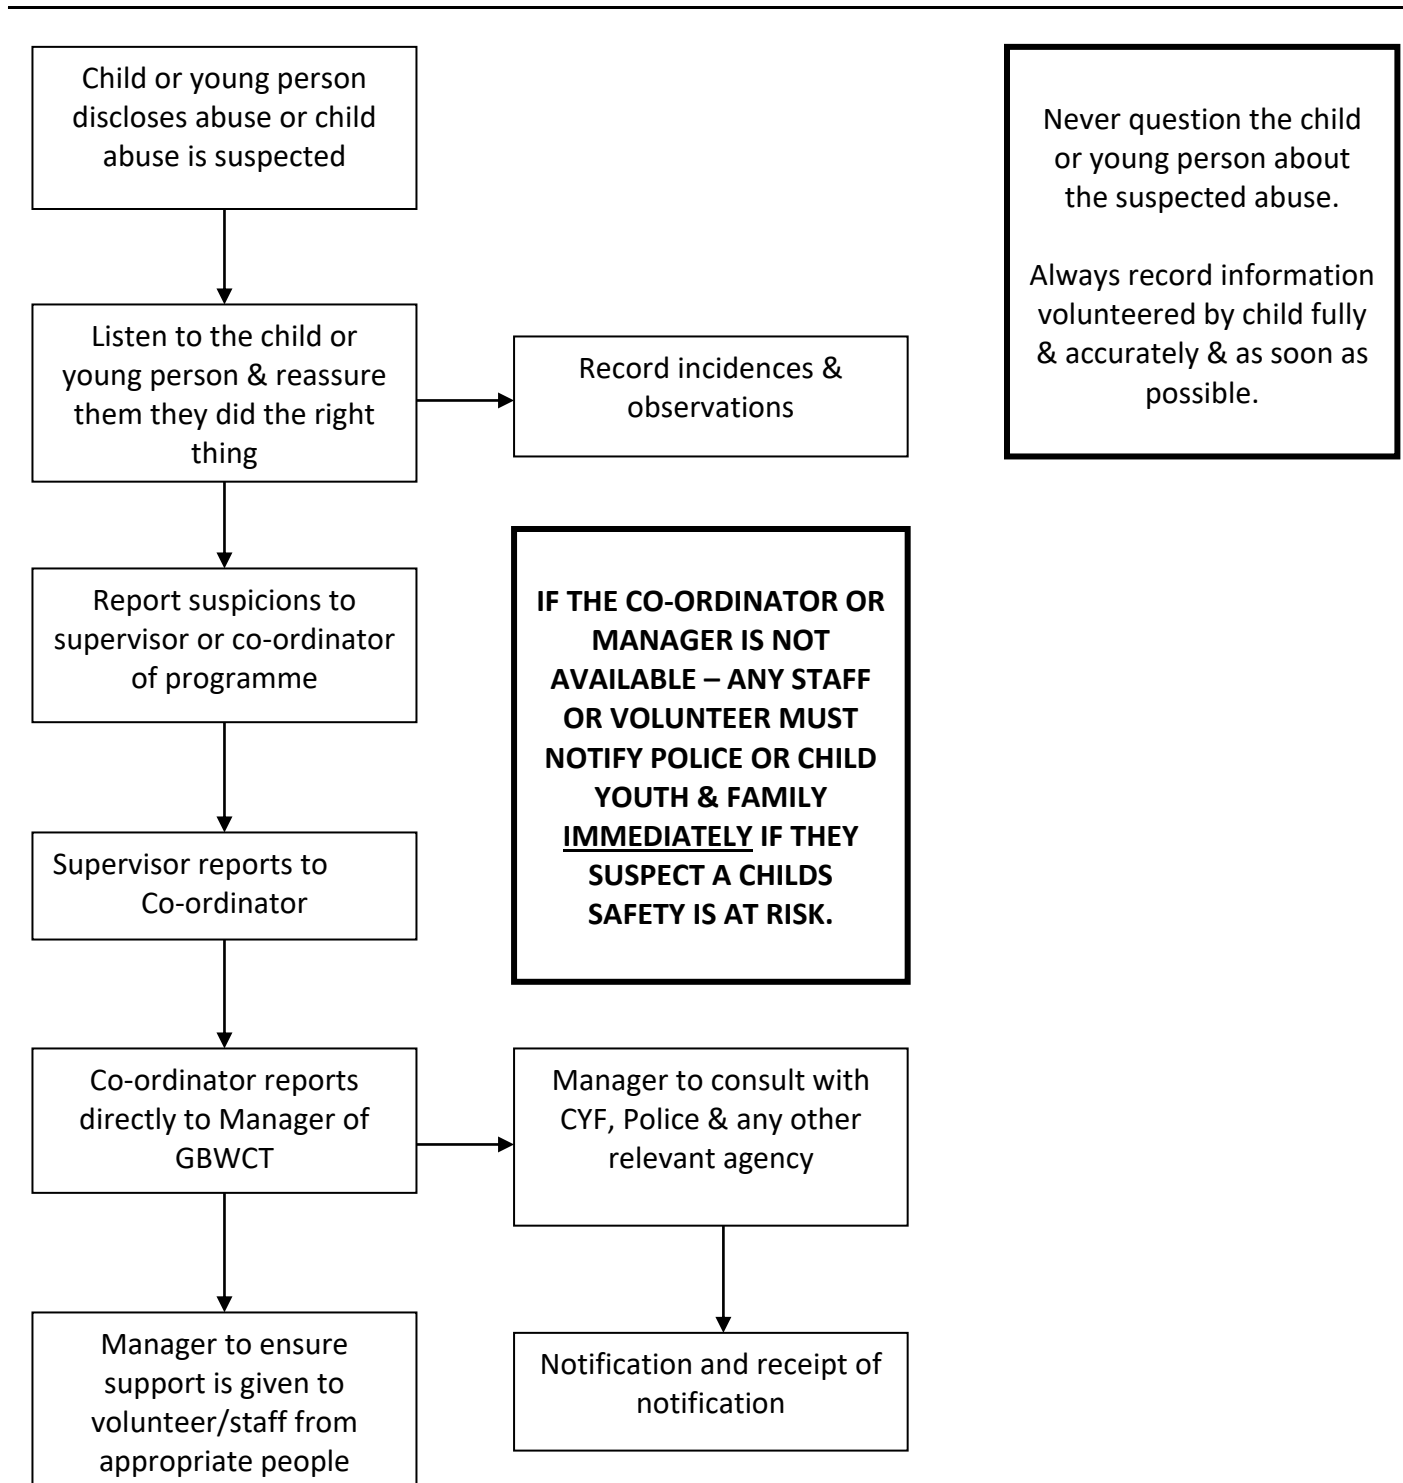 Child or young person
discloses abuse or child
abuse is suspected
Never question the child
or young person about
the suspected abuse.
Always record information
volunteered by child fully
& accurately & as soon as
possible.
Listen to the child or
young person & reassure
them they did the right
thing
Record incidences &
observations
Report suspicions to
supervisor or co-ordinator
of programme
IF THE CO-ORDINATOR OR
MANAGER IS NOT
AVAILABLE – ANY STAFF
OR VOLUNTEER MUST
NOTIFY POLICE OR CHILD
YOUTH & FAMILY
IMMEDIATELY IF THEY
SUSPECT A CHILDS
SAFETY IS AT RISK.
Supervisor reports to
Co-ordinator
Co-ordinator reports
directly to Manager of
GBWCT
Manager to consult with
CYF, Police & any other
relevant agency
Manager to ensure
support is given to
volunteer/staff from
appropriate people
Notification and receipt of
notification